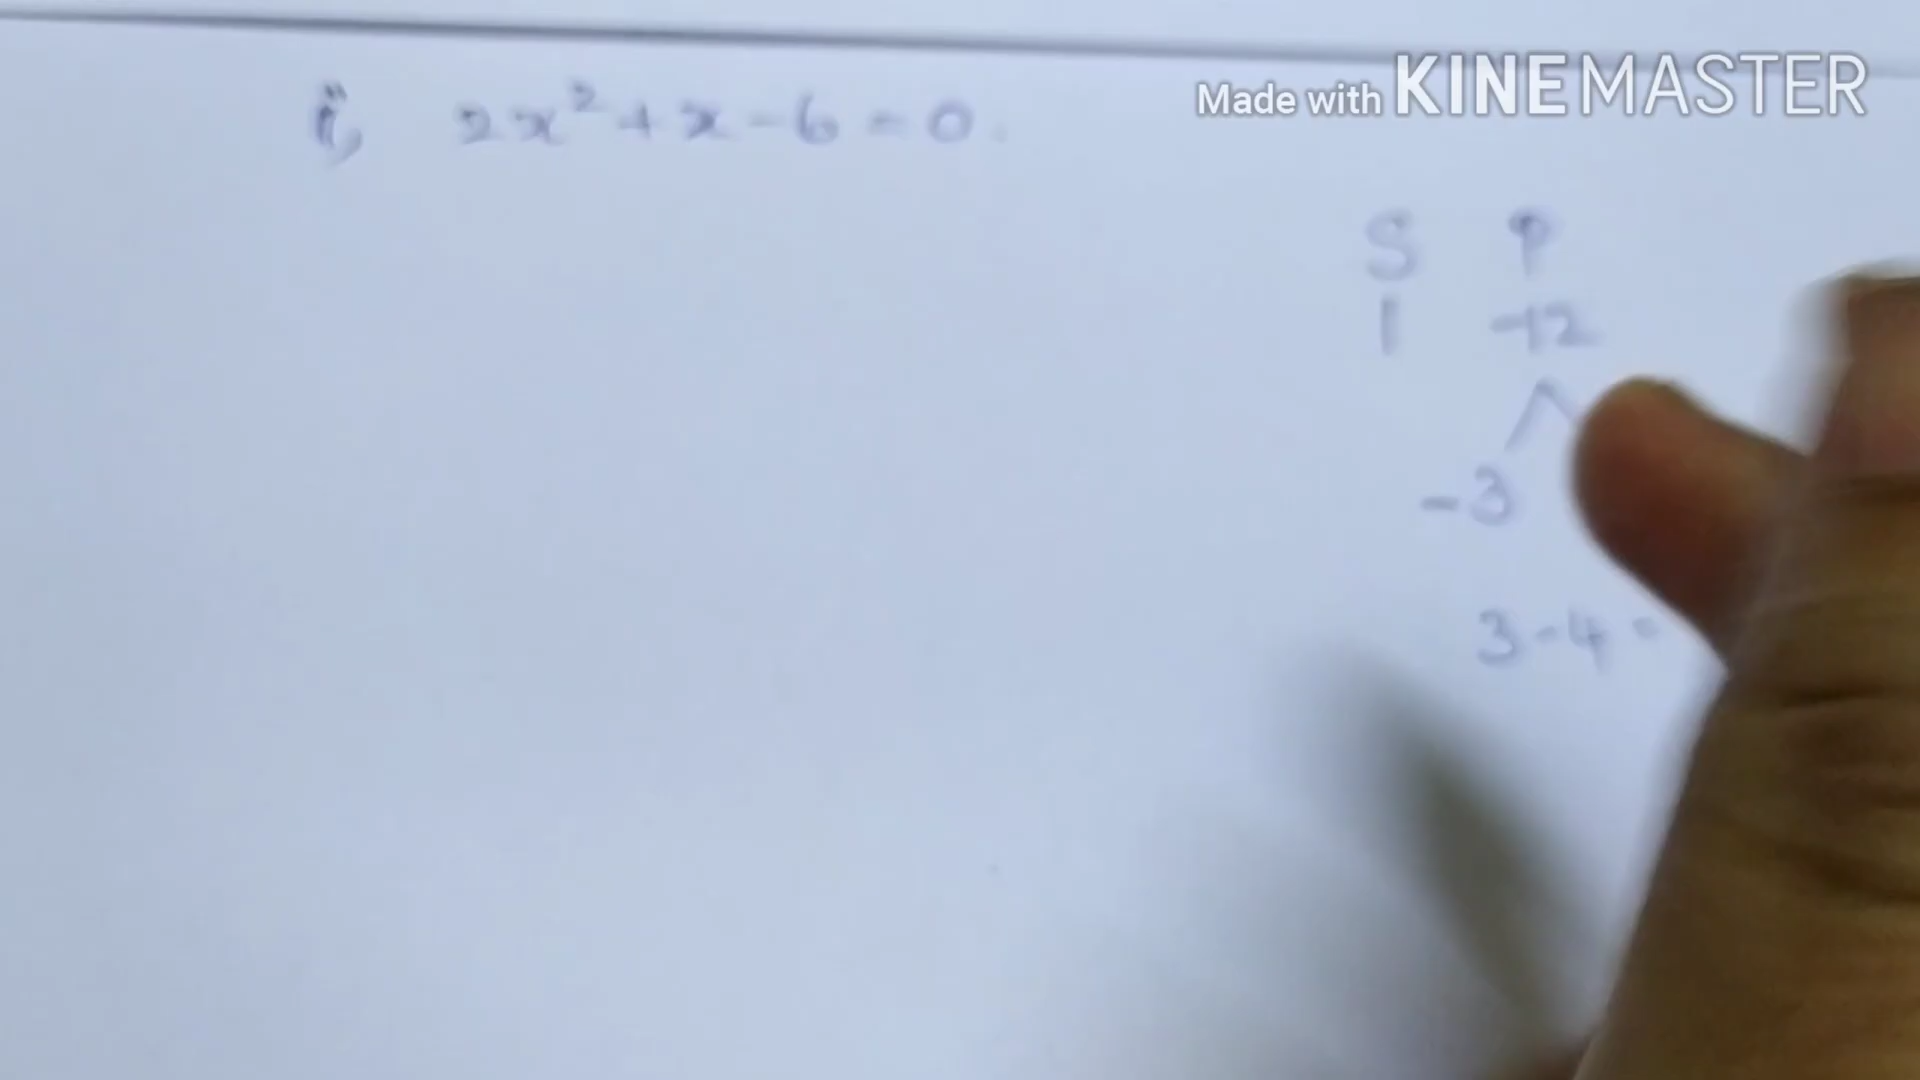 Made with KINEMASTER
ii, 2x² + x - 6 = 0.
S P
1 -12
-3
3 - 4 =